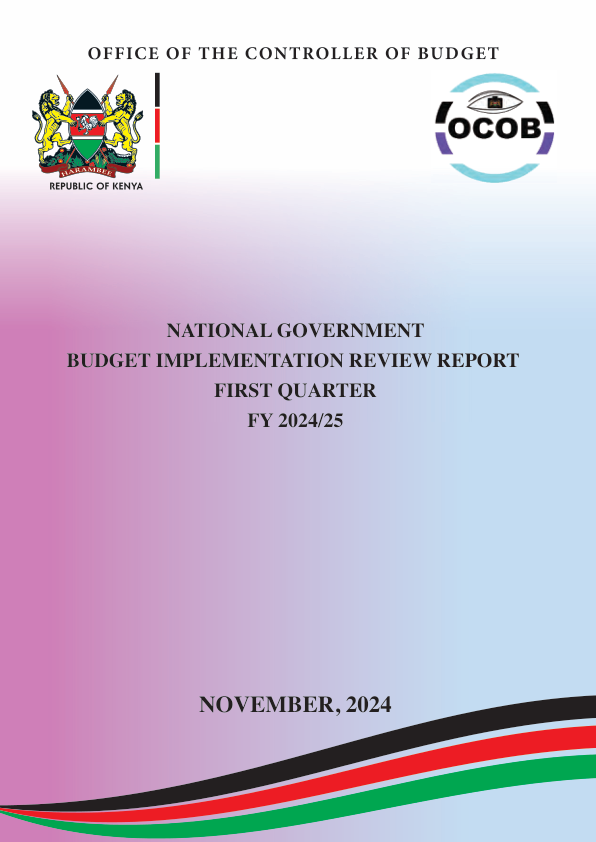 OFFICE OF THE CONTROLLER OF BUDGET
HARAMBEE
REPUBLIC OF KENYA
OCOB
NATIONAL GOVERNMENT
BUDGET IMPLEMENTATION REVIEW REPORT
FIRST QUARTER
FY 2024/25
NOVEMBER, 2024